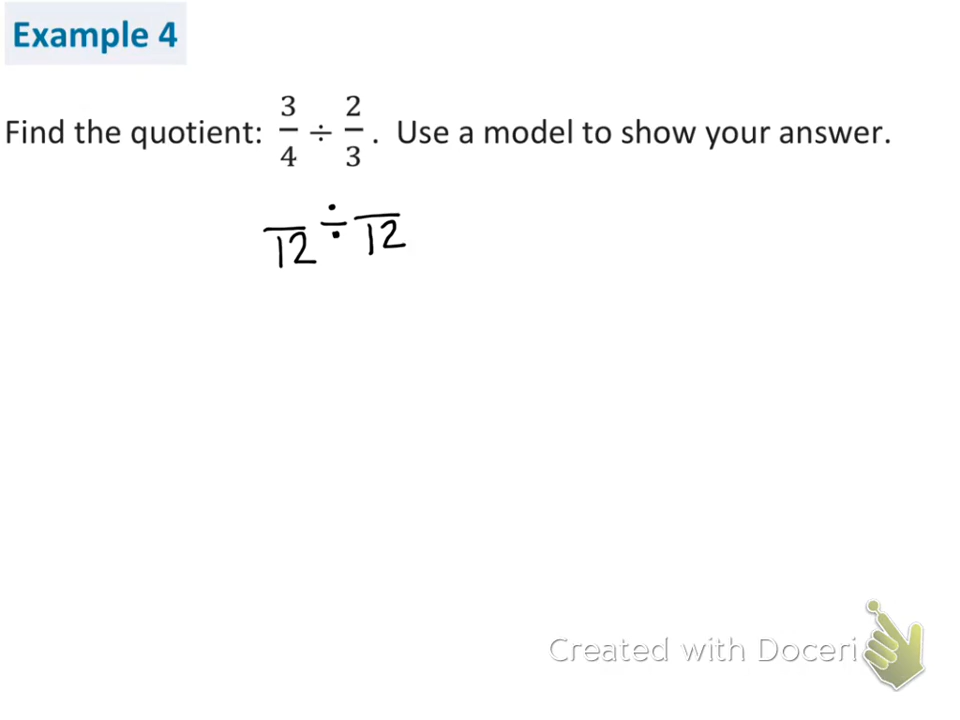 Example 4
Find the quotient: 3/4 ÷ 2/3 . Use a model to show your answer.
/12 ÷ /12
Created with Doceri